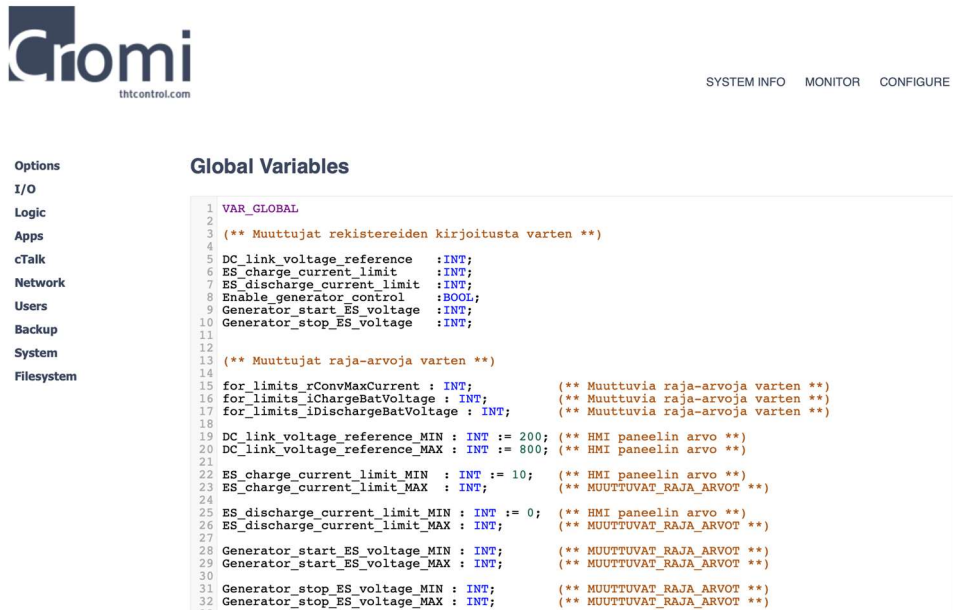 Cromi
thtcontrol.com
SYSTEM INFO MONITOR CONFIGURE
Options
I/O
Logic
Apps
cTalk
Network
Users
Backup
System
Filesystem
Global Variables
1 VAR_GLOBAL
2
3 (** Muuttujat rekistereiden kirjoitusta varten **)
4
5 DC_link_voltage_reference :INT;
6 ES_charge_current_limit :INT;
7 ES_discharge_current_limit :INT;
8 Enable_generator_control :BOOL;
9 Generator_start_ES_voltage :INT;
10 Generator_stop_ES_voltage :INT;
11
12
13 (** Muuttujat raja-arvoja varten **)
14
15 for_limits_rConvMaxCurrent : INT; (** Muuttuvia raja-arvoja varten **)
16 for_limits_iChargeBatVoltage : INT; (** Muuttuvia raja-arvoja varten **)
17 for_limits_iDischargeBatVoltage : INT; (** Muuttuvia raja-arvoja varten **)
18
19 DC_link_voltage_reference_MIN : INT := 200; (** HMI paneelin arvo **)
20 DC_link_voltage_reference_MAX : INT := 800; (** HMI paneelin arvo **)
21
22 ES_charge_current_limit_MIN : INT := 10; (** HMI paneelin arvo **)
23 ES_charge_current_limit_MAX : INT; (** MUUTTUVAT_RAJA_ARVOT **)
24
25 ES_discharge_current_limit_MIN : INT := 0; (** HMI paneelin arvo **)
26 ES_discharge_current_limit_MAX : INT; (** MUUTTUVAT_RAJA_ARVOT **)
27
28 Generator_start_ES_voltage_MIN : INT; (** MUUTTUVAT_RAJA_ARVOT **)
29 Generator_start_ES_voltage_MAX : INT; (** MUUTTUVAT_RAJA_ARVOT **)
30
31 Generator_stop_ES_voltage_MIN : INT; (** MUUTTUVAT_RAJA_ARVOT **)
32 Generator_stop_ES_voltage_MAX : INT; (** MUUTTUVAT_RAJA_ARVOT **)